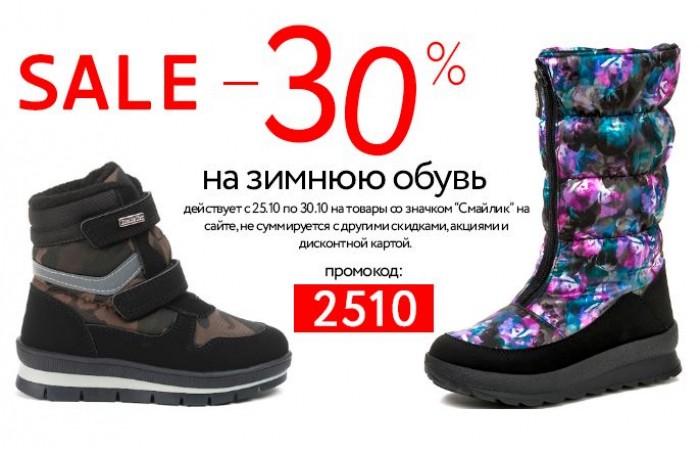 SALE –30%
на зимнюю обувь
действует с 25.10 по 30.10 на товары со значком "Смайлик" на
сайте, не суммируется с другими скидками, акциями и
дисконтной картой.
промокод:
2510